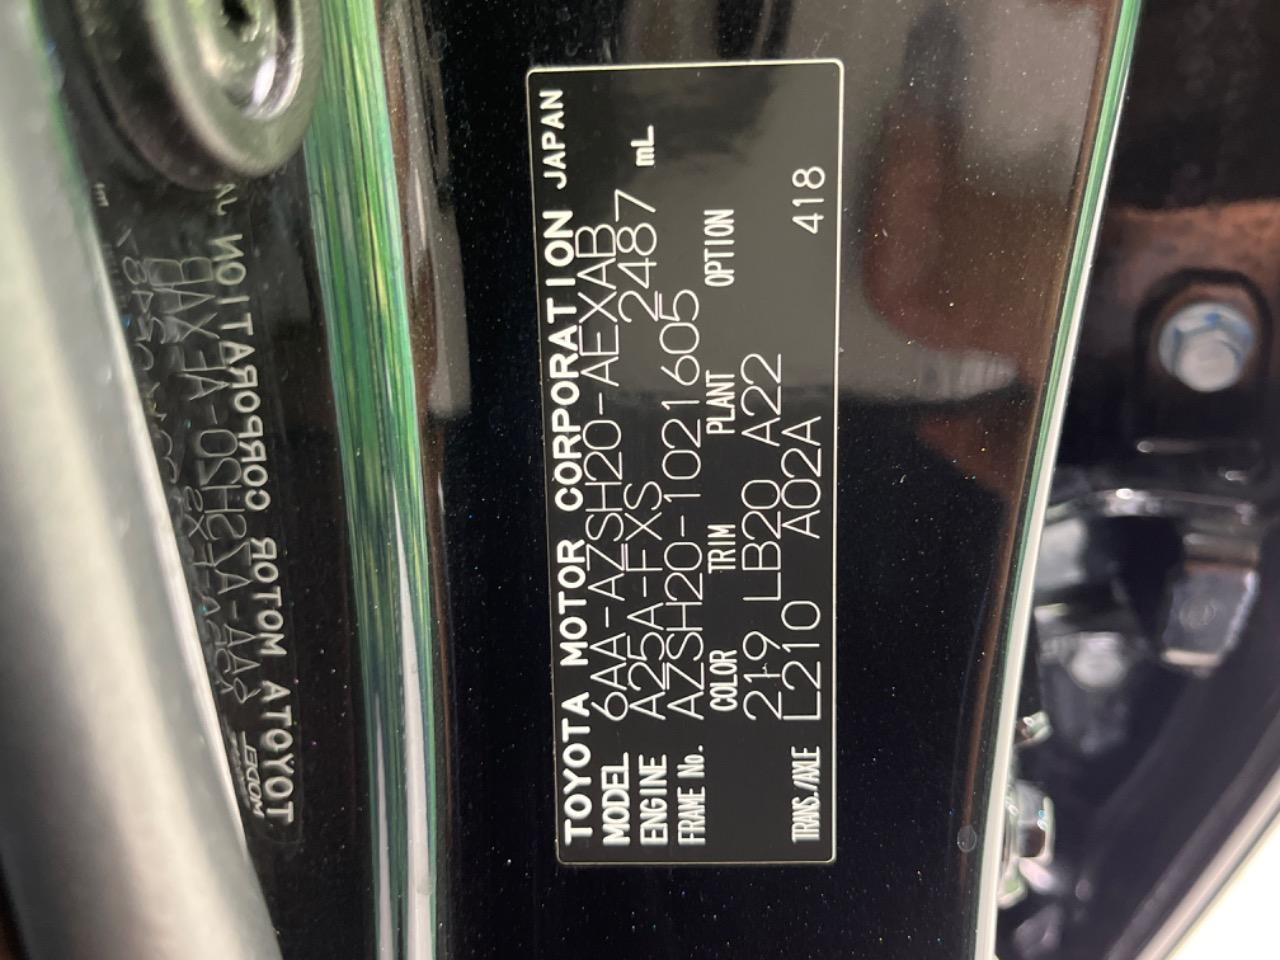 TOYOTA MOTOR CORPORATION JAPAN
MODEL 6AA-AZSH20-AEXAB
ENGINE A25A-FXS 2487 mL
FRAME No. AZSH20-1021605
COLOR TRIM PLANT OPTION
219 LB20 A22
TRANS./AXLE L210 A02A 418